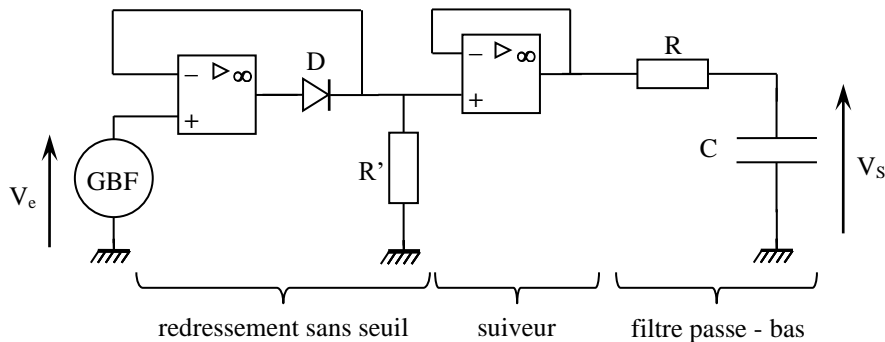 D
R
− ▷ ∞
− ▷ ∞
+
+
R’
C
GBF
V_e
V_S
redressement sans seuil
suiveur
filtre passe - bas